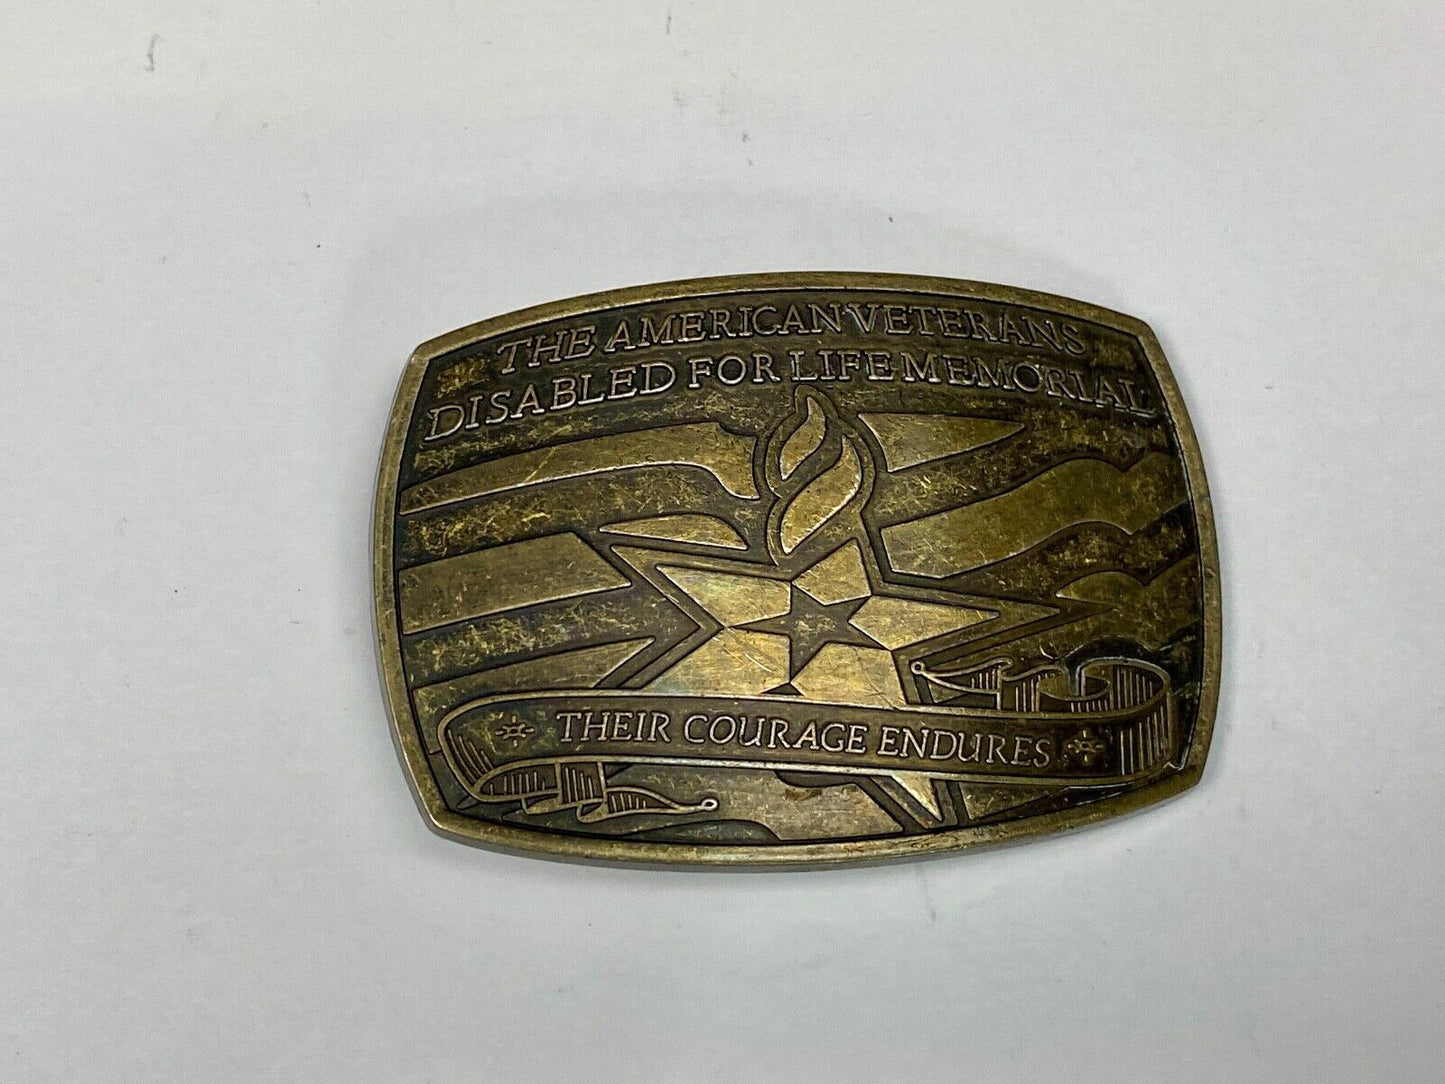 THE AMERICAN VETERANS
DISABLED FOR LIFE MEMORIAL
THEIR COURAGE ENDURES